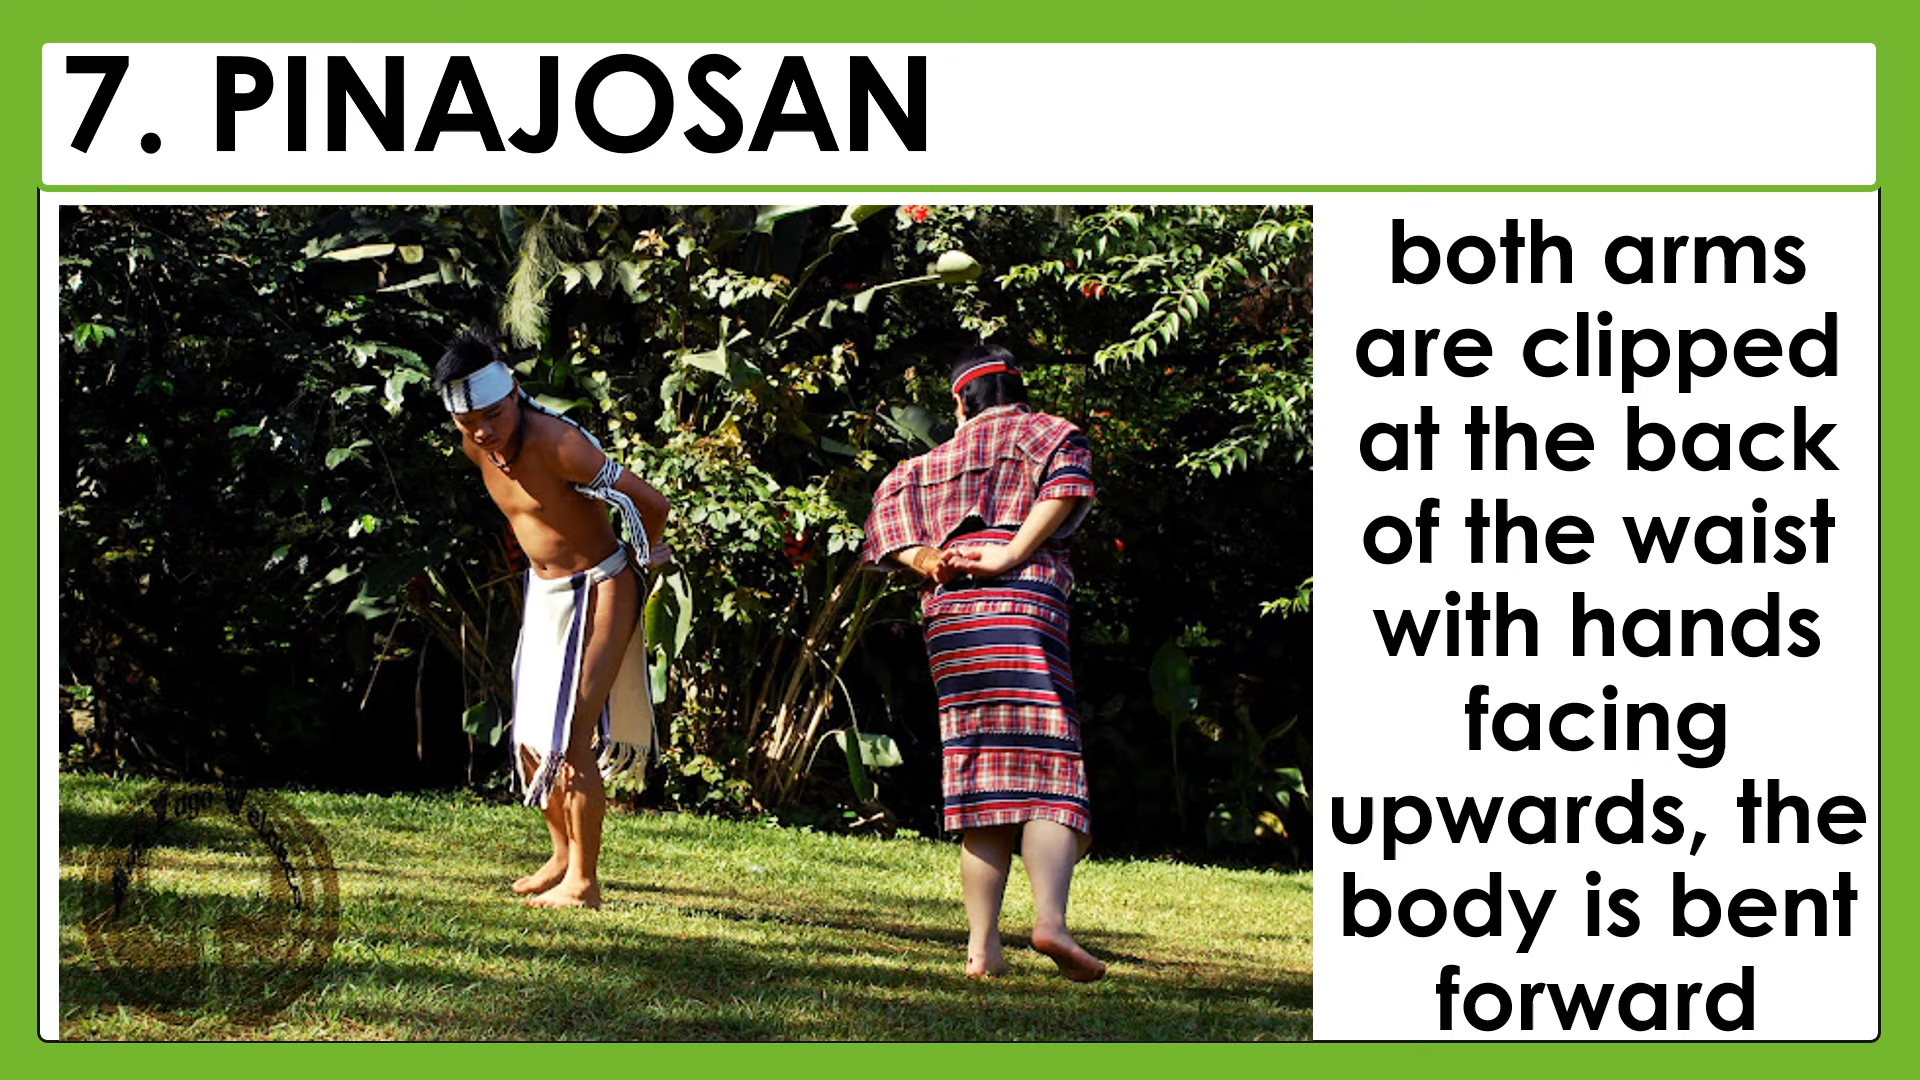 7. PINAJOSAN
both arms
are clipped
at the back
of the waist
with hands
facing
upwards, the
body is bent
forward